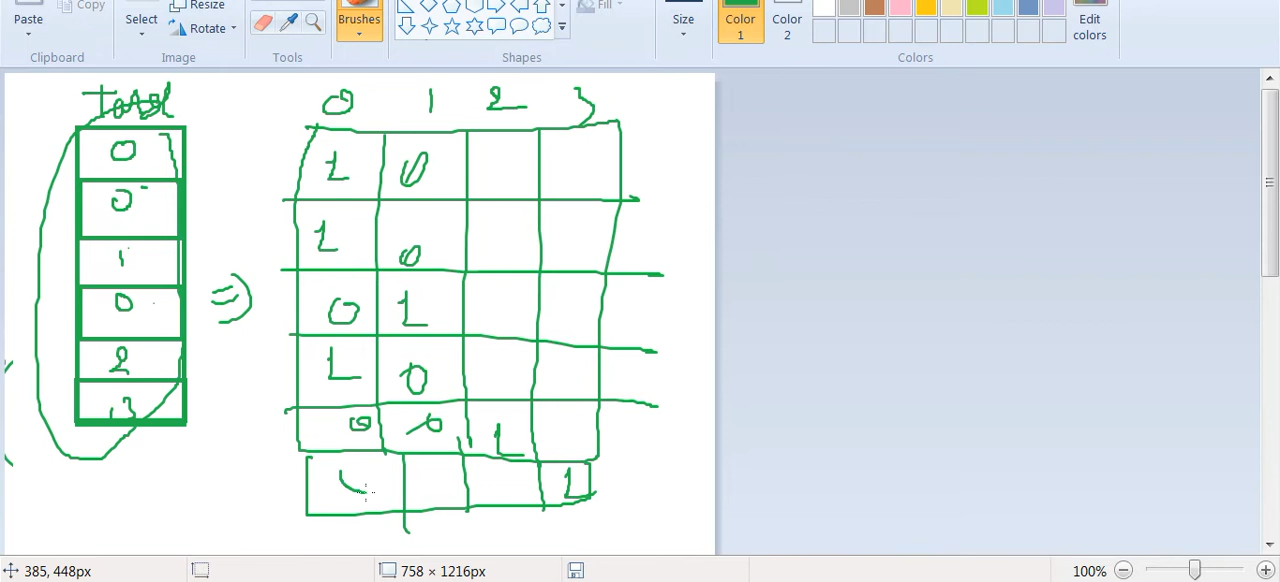 Resize
Paste
Copy
Select
Rotate
Brushes
Fill
Size
Color 1
Color 2
Edit colors
Clipboard
Image
Tools
Shapes
Colors
0 1 2 3
0
0
1
0
2
3
1 0
1 0
0 1
1 0
0 0 1
1
385, 448px
758 × 1216px
100%